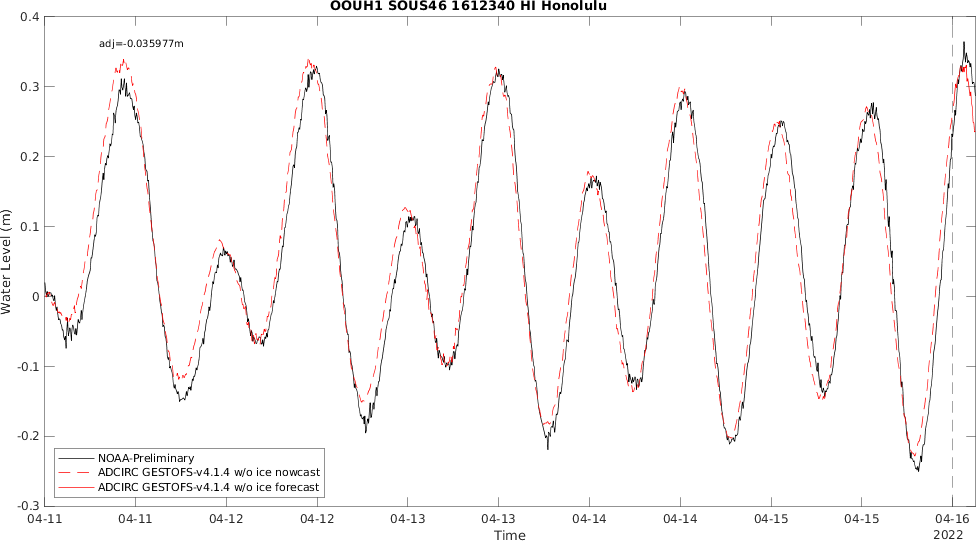 OOUH1 SOUS46 1612340 HI Honolulu
0.4
adj=-0.035977m
0.3
0.2
0.1
0
-0.1
-0.2
-0.3
Water Level (m)
NOAA-Preliminary
ADCIRC GESTOFS-v4.1.4 w/o ice nowcast
ADCIRC GESTOFS-v4.1.4 w/o ice forecast
04-11 04-11 04-12 04-12 04-13 04-13 04-14 04-14 04-15 04-15 04-16
Time
2022